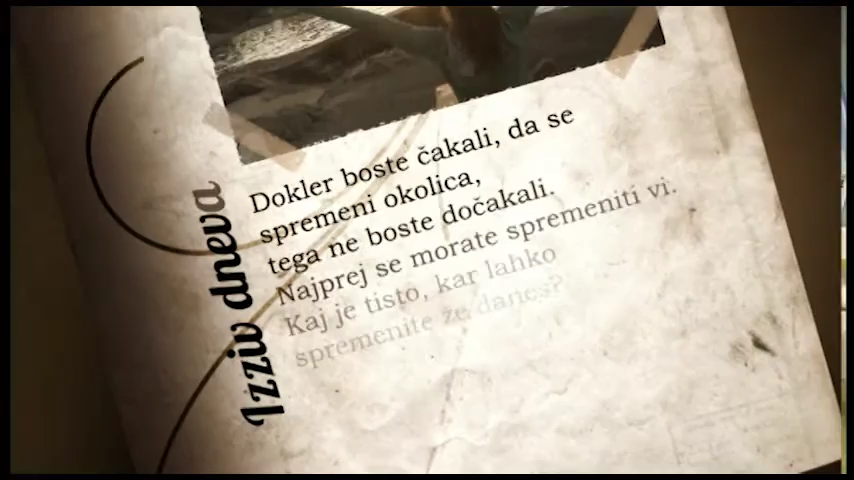 Izziv dneva
Dokler boste čakali, da se
spremeni okolica,
tega ne boste dočakali.
Najprej se morate spremeniti vi.
Kaj je tisto, kar lahko
spremenite že danes?